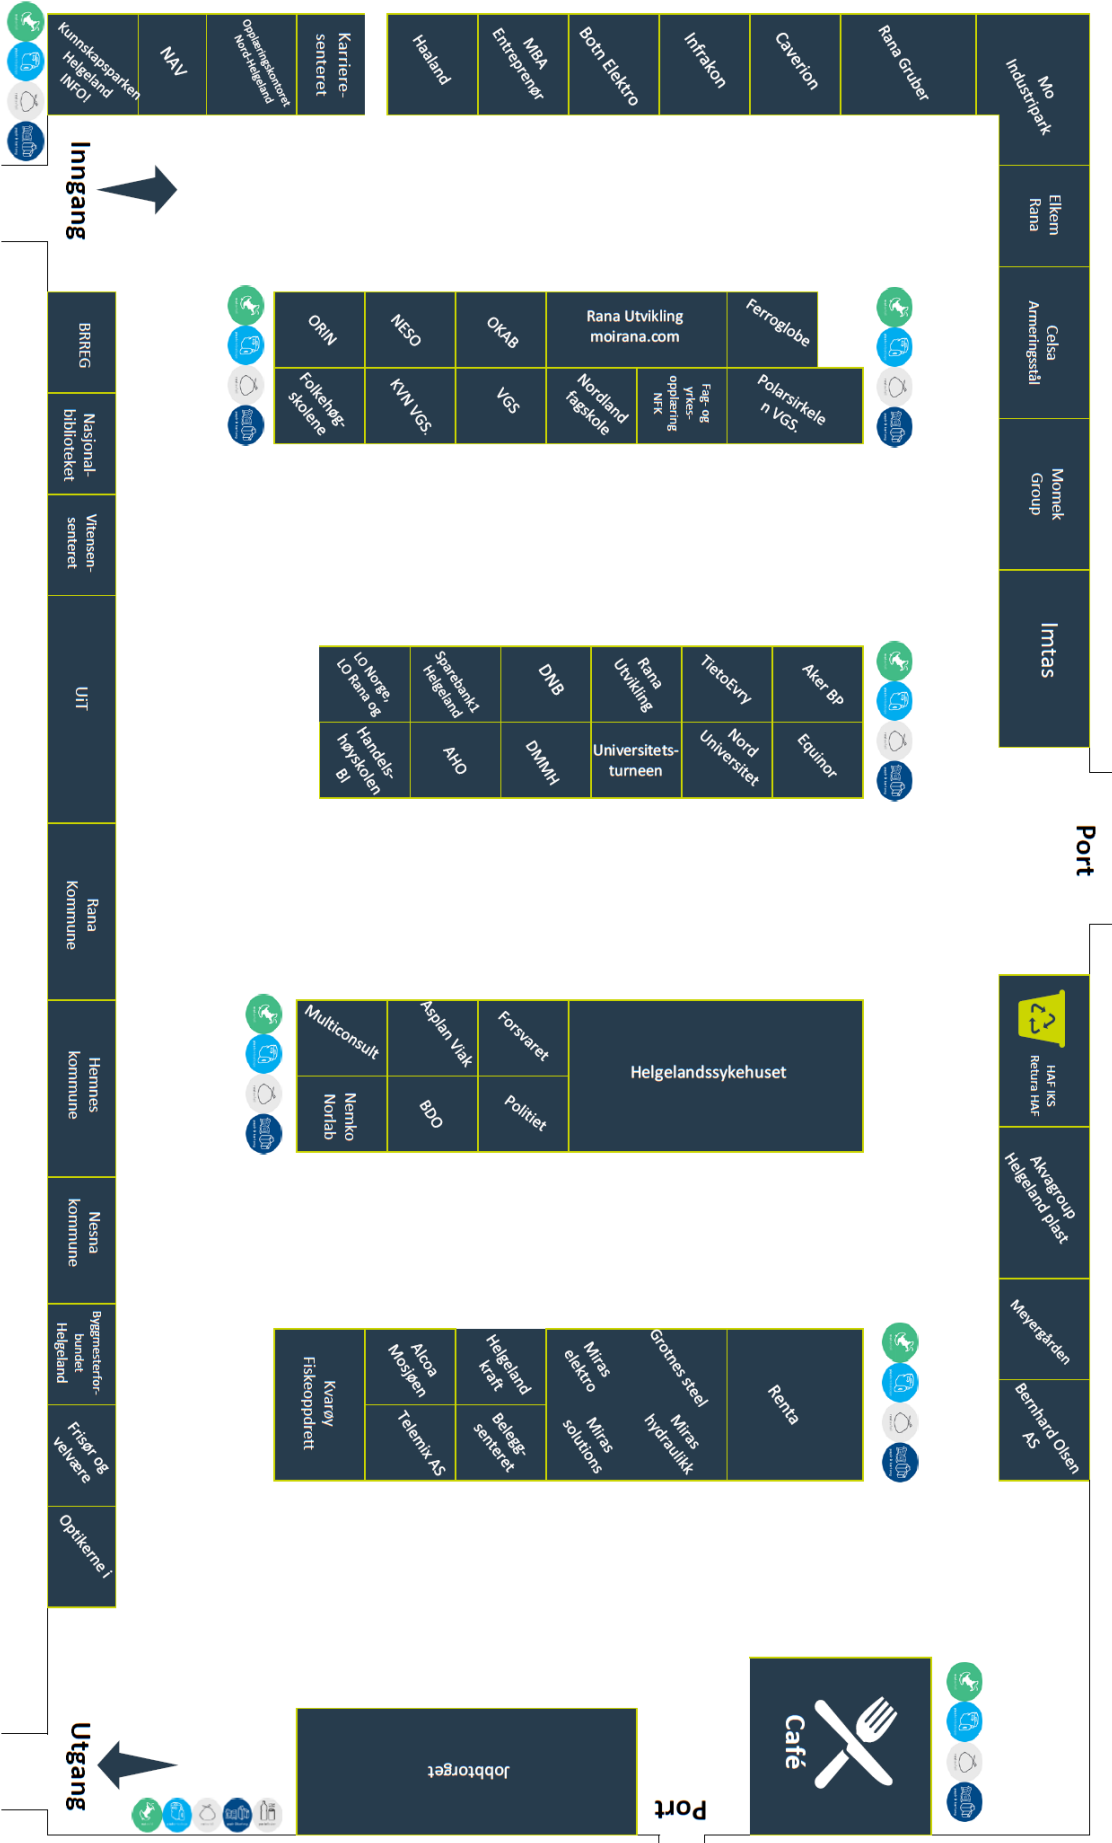 Kunnskapsparken
Helgeland
INFO!
NAV
Opplæringskontoret
Nord-Helgeland
Karriere-
senteret
Haaland
MBA
Entreprenør
Botn Elektro
Infrakon
Caverion
Rana Gruber
Mo
Industripark
Elkem
Rana
Celsa
Armeringsstål
Momek
Group
Imtas
Inngang
BRREG
Nasjonal-
biblioteket
Vitensen-
senteret
UiT
Rana
Kommune
Hemnes
kommune
Nesna
kommune
Byggmesterfor-
bundet
Helgeland
Frisør og
velvære
Optikerne i
ORIN
NESO
OKAB
Rana Utvikling
moirana.com
Ferroglobe
Folkehøg-
skolene
KVN VGS.
VGS
Nordland
fagskole
Fag- og
yrkes-
opplæring
NFK
Polarsirkele
n VGS.
LO Norge,
LO Rana og
Sparebank1
Helgeland
DNB
Rana
Utvikling
TietoEvry
Aker BP
Handels-
høyskolen
BI
AHO
DMMH
Universitets-
turneen
Nord
Universitet
Equinor
Port
Multiconsult
Asplan Viak
Forsvaret
Helgelandssykehuset
Nemko
Norlab
BDO
Politiet
HAF IKS
Retura HAF
Akvagroup
Helgeland plast
Meyergården
Bernhard Olsen
AS
Kvarøy
Fiskeoppdrett
Alcoa
Mosjøen
Helgeland
kraft
Miras
elektro
Grotnes steel
Renta
Telemix AS
Belegg-
senteret
Miras
solutions
Miras
hydraulikk
Café
Jobbtorget
Port
Utgang